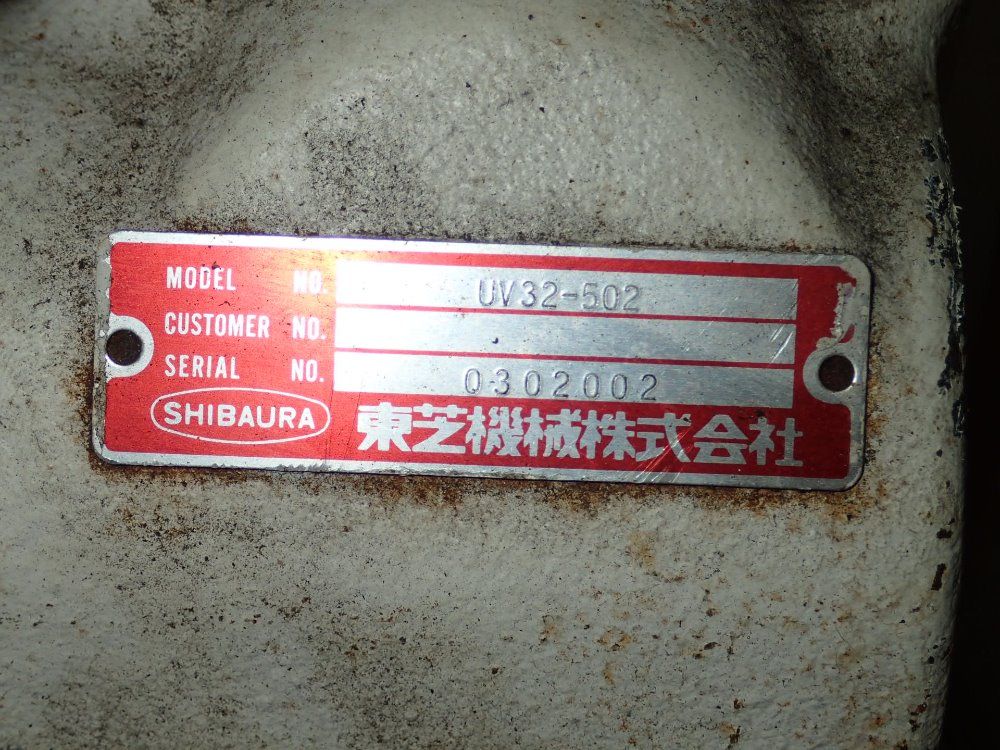 MODEL NO. UV32-502
CUSTOMER NO.
SERIAL NO. 0302002
SHIBAURA 東芝機械株式会社